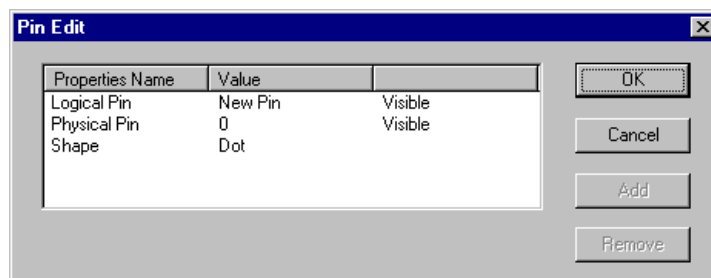 Pin Edit
Properties Name Value
Logical Pin New Pin Visible
Physical Pin 0 Visible
Shape Dot
OK
Cancel
Add
Remove